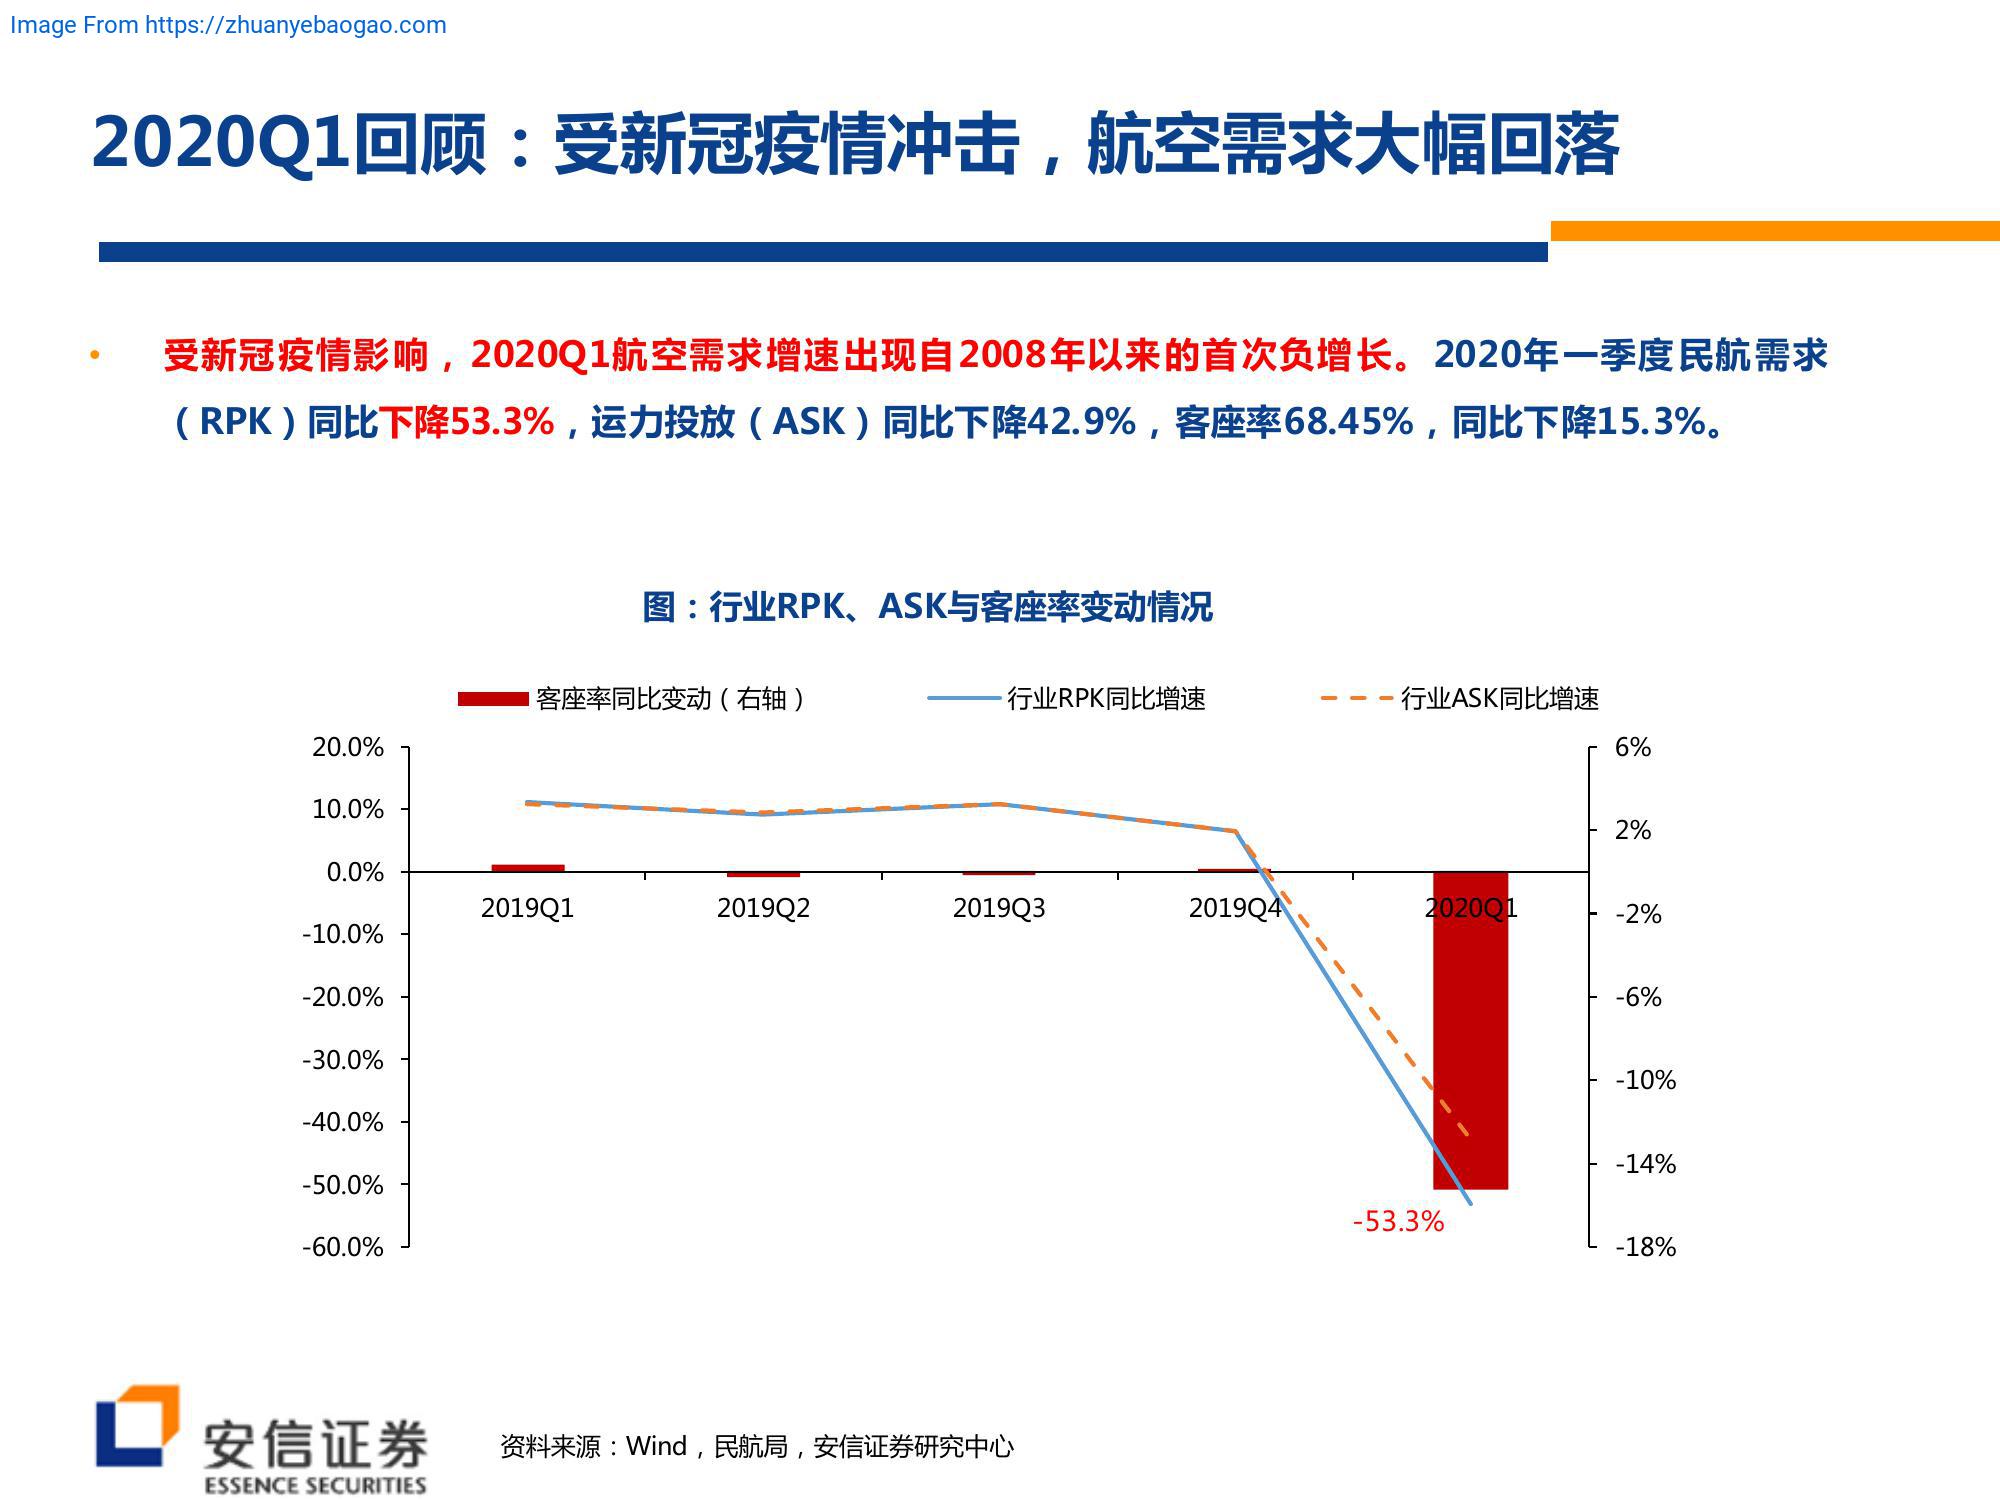 Image From https://zhuanyebaogao.com
2020Q1回顾：受新冠疫情冲击，航空需求大幅回落
• 受新冠疫情影响，2020Q1航空需求增速出现自2008年以来的首次负增长。2020年一季度民航需求
（RPK）同比下降53.3%，运力投放（ASK）同比下降42.9%，客座率68.45%，同比下降15.3%。
图：行业RPK、ASK与客座率变动情况
客座率同比变动（右轴） 行业RPK同比增速 行业ASK同比增速
20.0% 6%
10.0% 2%
0.0%
2019Q1 2019Q2 2019Q3 2019Q4 2020Q1 -2%
-10.0%
-20.0% -6%
-30.0% -10%
-40.0% -14%
-50.0%
-53.3%
-60.0% -18%
安信证券
ESSENCE SECURITIES
资料来源：Wind，民航局，安信证券研究中心